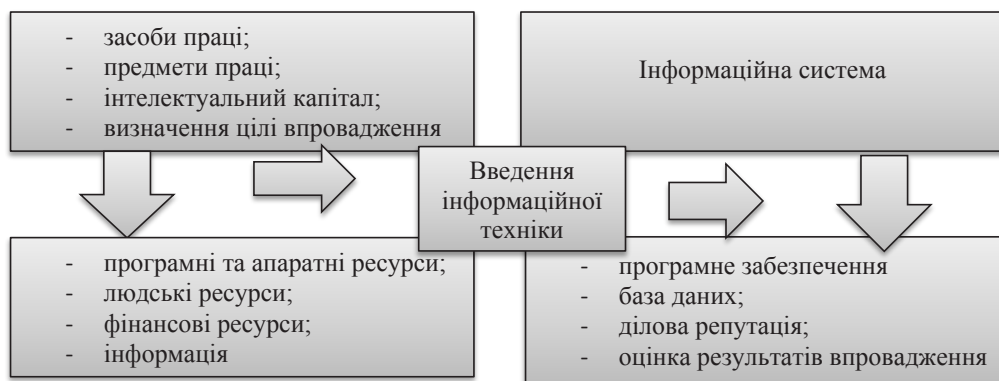 - засоби праці;
- предмети праці;
- інтелектуальний капітал;
- визначення цілі впровадження
Інформаційна система
Введення
інформаційної
техніки
- програмні та апаратні ресурси;
- людські ресурси;
- фінансові ресурси;
- інформація
- програмне забезпечення
- база даних;
- ділова репутація;
- оцінка результатів впровадження